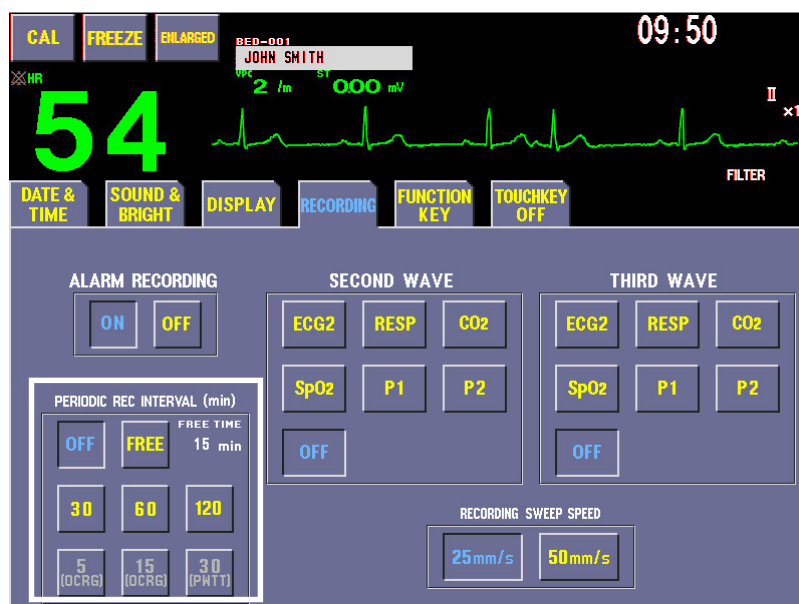 CAL FREEZE ENLARGED
09:50
BED-001
JOHN SMITH
HR
VPC 2 /m ST 0.00 mV
54
II
×1
FILTER
DATE & TIME
SOUND & BRIGHT
DISPLAY
RECORDING
FUNCTION KEY
TOUCHKEY OFF
ALARM RECORDING
ON OFF
SECOND WAVE
ECG2 RESP CO2
SpO2 P1 P2
OFF
THIRD WAVE
ECG2 RESP CO2
SpO2 P1 P2
OFF
PERIODIC REC INTERVAL (min)
OFF FREE FREE TIME 15 min
30 60 120
5 (OCRG) 15 (OCRG) 30 (PWTT)
RECORDING SWEEP SPEED
25mm/s 50mm/s